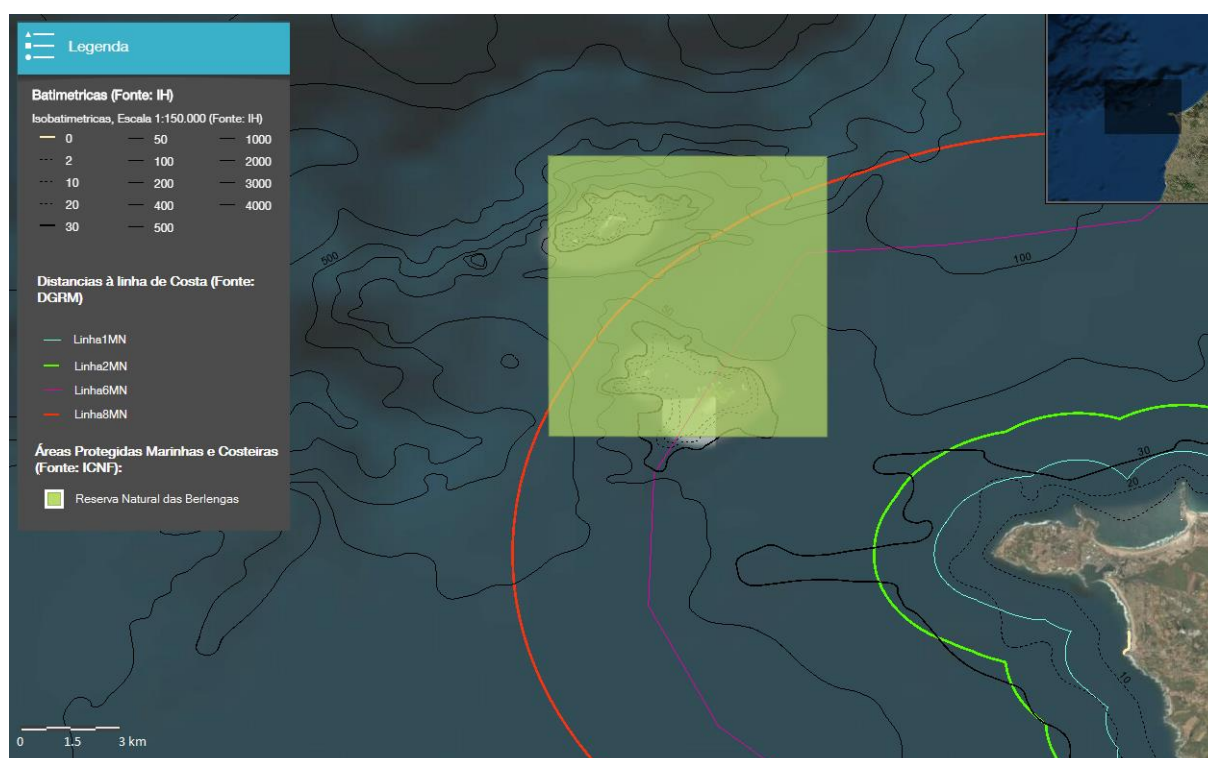 Legenda
Batimetricas (Fonte: IH)
Isobatimetricas, Escala 1:150.000 (Fonte: IH)
0 50 1000
2 100 2000
10 200 3000
20 400 4000
30 500
Distancias à linha de Costa (Fonte:
DGRM)
Linha1MN
Linha2MN
Linha6MN
Linha8MN
Áreas Protegidas Marinhas e Costeiras
(Fonte: ICNF):
Reserva Natural das Berlengas
500
100
50
30
20
10
0 1.5 3 km